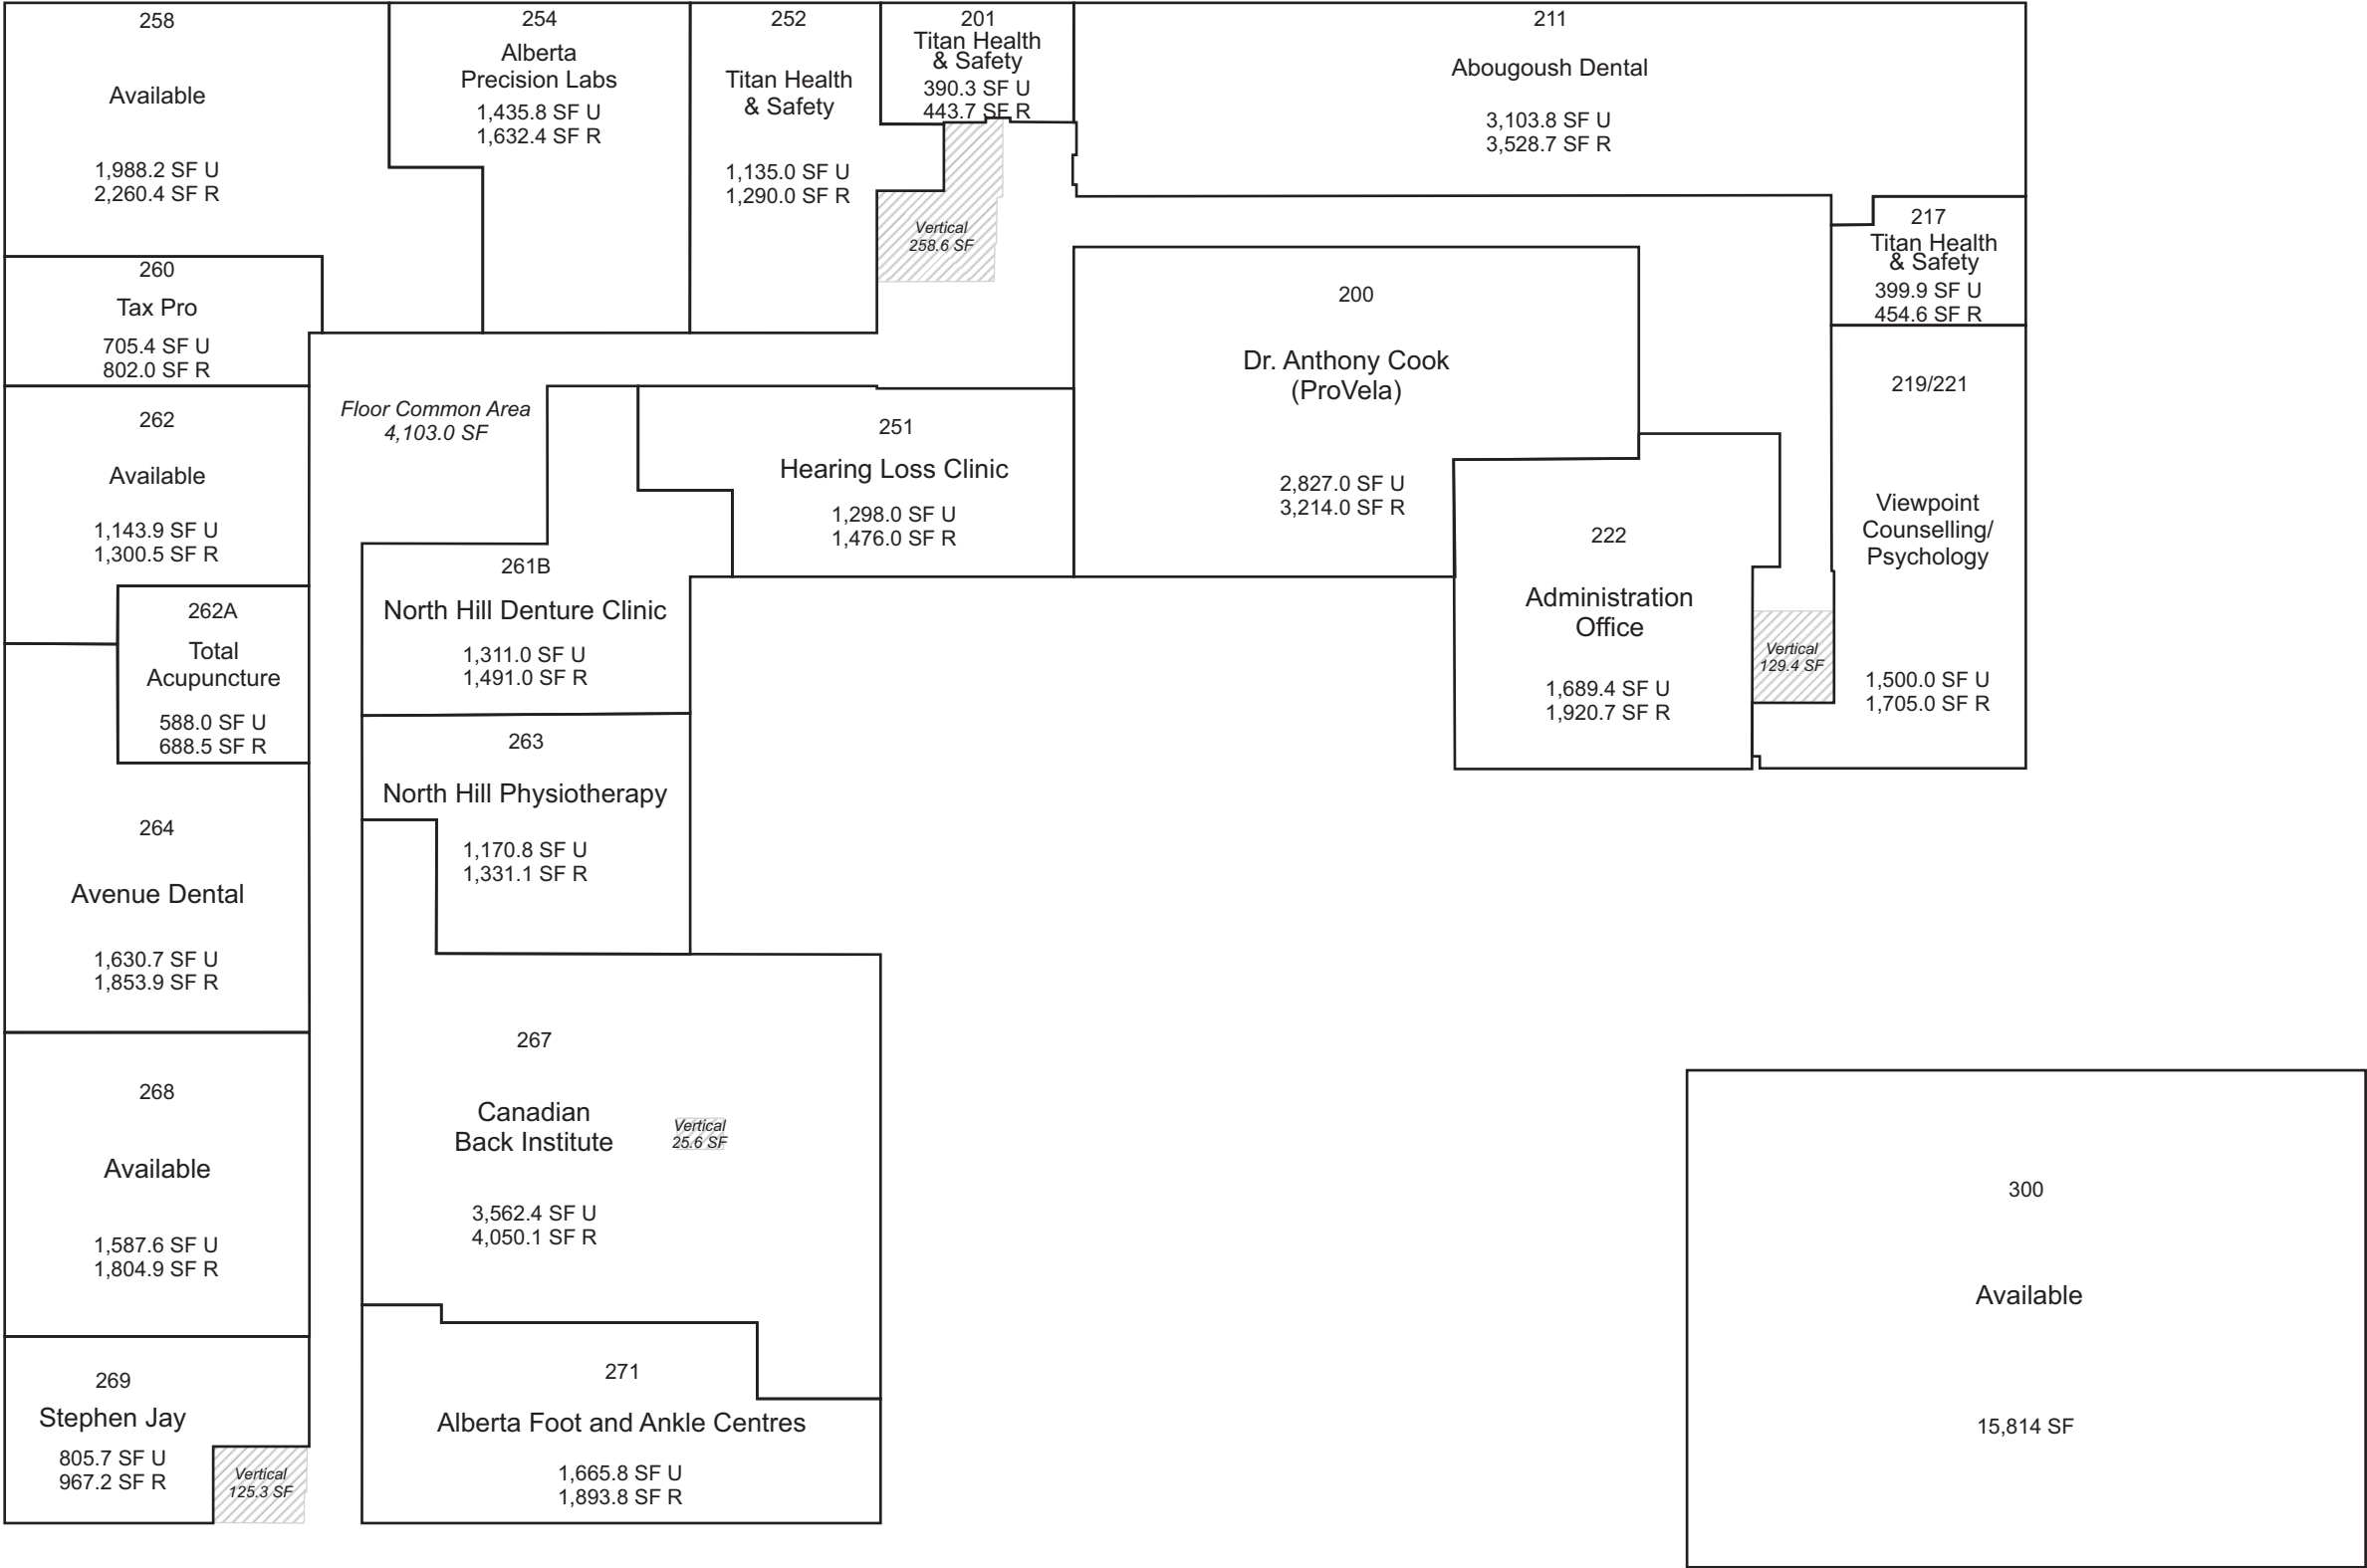 258
Available
1,988.2 SF U
2,260.4 SF R
254
Alberta
Precision Labs
1,435.8 SF U
1,632.4 SF R
252
Titan Health
& Safety
1,135.0 SF U
1,290.0 SF R
201
Titan Health
& Safety
390.3 SF U
443.7 SF R
211
Abougoush Dental
3,103.8 SF U
3,528.7 SF R
Vertical
258.6 SF
217
Titan Health
& Safety
399.9 SF U
454.6 SF R
260
Tax Pro
705.4 SF U
802.0 SF R
200
Dr. Anthony Cook
(ProVela)
2,827.0 SF U
3,214.0 SF R
219/221
Viewpoint
Counselling/
Psychology
1,500.0 SF U
1,705.0 SF R
262
Available
1,143.9 SF U
1,300.5 SF R
Floor Common Area
4,103.0 SF
251
Hearing Loss Clinic
1,298.0 SF U
1,476.0 SF R
222
Administration
Office
1,689.4 SF U
1,920.7 SF R
Vertical
129.4 SF
261B
North Hill Denture Clinic
1,311.0 SF U
1,491.0 SF R
262A
Total
Acupuncture
588.0 SF U
688.5 SF R
263
North Hill Physiotherapy
1,170.8 SF U
1,331.1 SF R
264
Avenue Dental
1,630.7 SF U
1,853.9 SF R
267
Canadian
Back Institute
3,562.4 SF U
4,050.1 SF R
Vertical
25.6 SF
268
Available
1,587.6 SF U
1,804.9 SF R
300
Available
15,814 SF
269
Stephen Jay
805.7 SF U
967.2 SF R
Vertical
125.3 SF
271
Alberta Foot and Ankle Centres
1,665.8 SF U
1,893.8 SF R